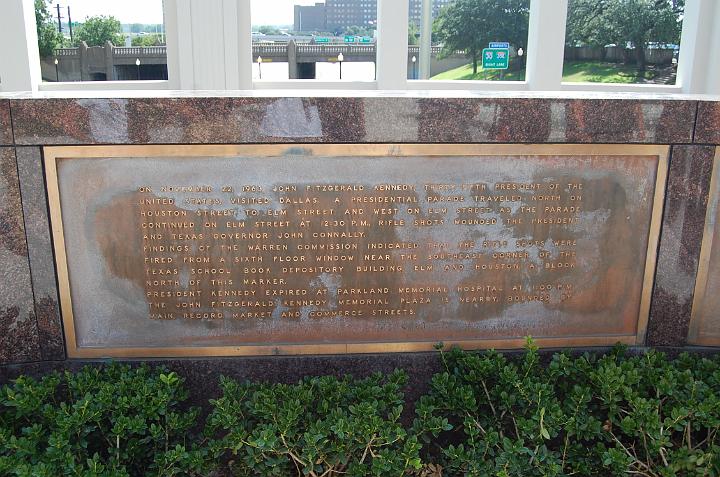 AIRPORTS
RIGHT LANE
ON NOVEMBER 22, 1963, JOHN FITZGERALD KENNEDY, THIRTY-FIFTH PRESIDENT OF THE
UNITED STATES, VISITED DALLAS. A PRESIDENTIAL PARADE TRAVELED NORTH ON
HOUSTON STREET TO ELM STREET AND WEST ON ELM STREET. AS THE PARADE
CONTINUED ON ELM STREET AT 12:30 P.M., RIFLE SHOTS WOUNDED THE PRESIDENT
AND TEXAS GOVERNOR JOHN CONNALLY.
FINDINGS OF THE WARREN COMMISSION INDICATED THAT THE RIFLE SHOTS WERE
FIRED FROM A SIXTH FLOOR WINDOW NEAR THE SOUTHEAST CORNER OF THE
TEXAS SCHOOL BOOK DEPOSITORY BUILDING, ELM AND HOUSTON, A BLOCK
NORTH OF THIS MARKER.
PRESIDENT KENNEDY EXPIRED AT PARKLAND MEMORIAL HOSPITAL AT 1:00 P.M.
THE JOHN FITZGERALD KENNEDY MEMORIAL PLAZA IS NEARBY, BOUNDED BY
MAIN, RECORD, MARKET AND COMMERCE STREETS.